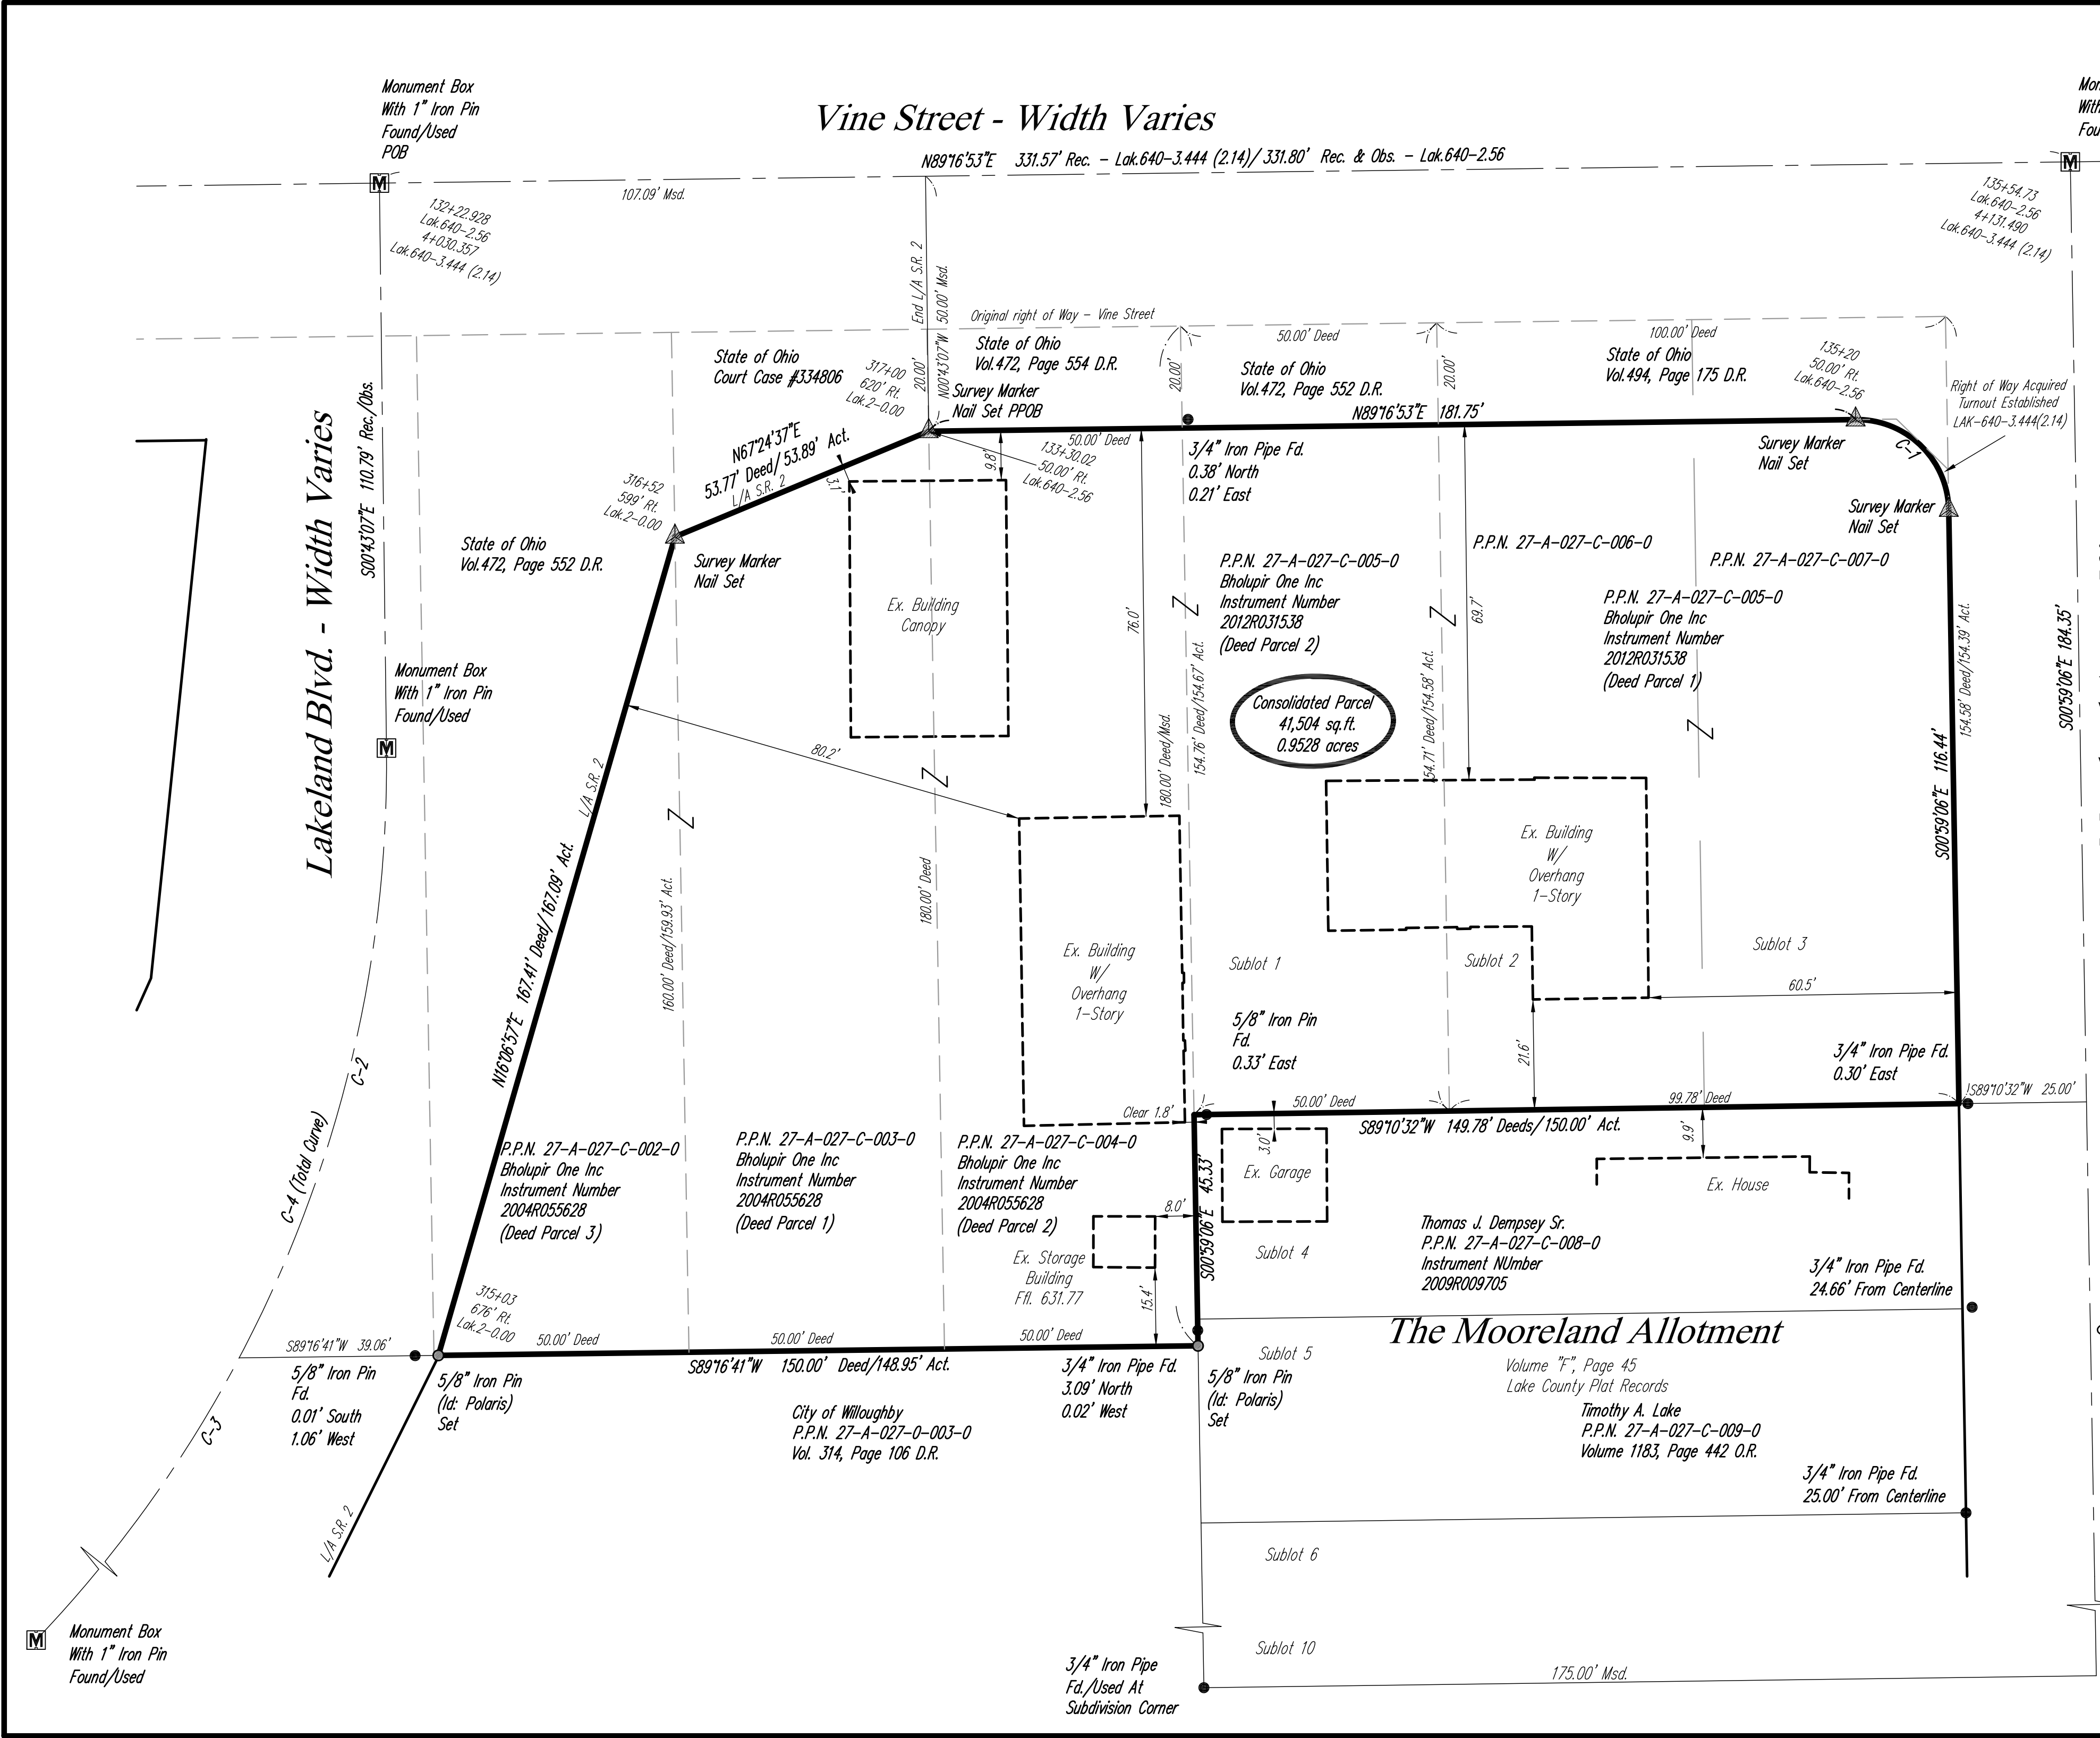 Monument Box
With 1" Iron Pin
Found/Used
POB
Vine Street - Width Varies
N89°16'53"E 331.57' Rec. - Lak.640-3.444 (2.14)/ 331.80' Rec. & Obs. - Lak.640-2.56
107.09' Msd.
132+22.928
Lak.640-2.56
4+030.357
Lak.640-3.444 (2.14)
135+54.73
Lak.640-2.56
4+131.490
Lak.640-3.444 (2.14)
M
M
End L/A S.R. 2
N00°43'07"W 50.00' Msd.
20.00'
Original right of Way - Vine Street
State of Ohio
Court Case #334806
317+00
620' Rt.
Lak.2-0.00
State of Ohio
Vol.472, Page 554 D.R.
Survey Marker
Nail Set PPOB
20.00'
50.00' Deed
State of Ohio
Vol.472, Page 552 D.R.
20.00'
100.00' Deed
State of Ohio
Vol.494, Page 175 D.R.
135+20
50.00' Rt.
Lak.640-2.56
Right of Way Acquired
Turnout Established
LAK-640-3.444(2.14)
N89°16'53"E 181.75'
Survey Marker
Nail Set
C-1
Survey Marker
Nail Set
Lakeland Blvd. - Width Varies
S00°43'07"E 110.79' Rec./Obs.
N67°24'37"E
53.77' Deed/ 53.89' Act.
L/A S.R. 2
3.1'
9.8'
50.00' Deed
133+30.02
50.00' Rt.
Lak.640-2.56
3/4" Iron Pipe Fd.
0.38' North
0.21' East
316+52
599' Rt.
Lak.2-0.00
State of Ohio
Vol.472, Page 552 D.R.
Survey Marker
Nail Set
Ex. Building
Canopy
76.0'
P.P.N. 27-A-027-C-005-0
Bholupir One Inc
Instrument Number
2012R031538
(Deed Parcel 2)
P.P.N. 27-A-027-C-006-0
69.7'
P.P.N. 27-A-027-C-007-0
P.P.N. 27-A-027-C-005-0
Bholupir One Inc
Instrument Number
2012R031538
(Deed Parcel 1)
154.58' Deed/154.39' Act.
S00°59'06"E 184.35'
S00°59'06"E 116.44'
Monument Box
With 1" Iron Pin
Found/Used
M
Consolidated Parcel
41,504 sq.ft.
0.9528 acres
80.2'
180.00' Deed/Msd.
154.76' Deed/154.67' Act.
154.71' Deed/154.58' Act.
L/A S.R. 2
N16°06'57"E 167.41' Deed/167.09' Act.
160.00' Deed/159.93' Act.
180.00' Deed
Ex. Building
W/
Overhang
1-Story
Ex. Building
W/
Overhang
1-Story
Sublot 1
Sublot 2
Sublot 3
60.5'
5/8" Iron Pin
Fd.
0.33' East
21.6'
3/4" Iron Pipe Fd.
0.30' East
S89°10'32"W 25.00'
C-2
C-4 (Total Curve)
Clear 1.8'
50.00' Deed
99.78' Deed
S89°10'32"W 149.78' Deeds/150.00' Act.
3.0'
9.9'
P.P.N. 27-A-027-C-002-0
Bholupir One Inc
Instrument Number
2004R055628
(Deed Parcel 3)
P.P.N. 27-A-027-C-003-0
Bholupir One Inc
Instrument Number
2004R055628
(Deed Parcel 1)
P.P.N. 27-A-027-C-004-0
Bholupir One Inc
Instrument Number
2004R055628
(Deed Parcel 2)
8.0'
S00°59'06"E 45.33'
Ex. Garage
Ex. House
Ex. Storage
Building
Ffl. 631.77
15.4'
Sublot 4
Thomas J. Dempsey Sr.
P.P.N. 27-A-027-C-008-0
Instrument NUmber
2009R009705
3/4" Iron Pipe Fd.
24.66' From Centerline
315+03
676' Rt.
Lak.2-0.00
S89°16'41"W 39.06'
50.00' Deed
50.00' Deed
50.00' Deed
S89°16'41"W 150.00' Deed/148.95' Act.
5/8" Iron Pin
Fd.
0.01' South
1.06' West
5/8" Iron Pin
(Id: Polaris)
Set
3/4" Iron Pipe Fd.
3.09' North
0.02' West
5/8" Iron Pin
(Id: Polaris)
Set
The Mooreland Allotment
Sublot 5
Volume "F", Page 45
Lake County Plat Records
City of Willoughby
P.P.N. 27-A-027-0-003-0
Vol. 314, Page 106 D.R.
Timothy A. Lake
P.P.N. 27-A-027-C-009-0
Volume 1183, Page 442 O.R.
C-3
3/4" Iron Pipe Fd.
25.00' From Centerline
L/A S.R. 2
Sublot 6
M
Monument Box
With 1" Iron Pin
Found/Used
Sublot 10
3/4" Iron Pipe
Fd./Used At
Subdivision Corner
175.00' Msd.